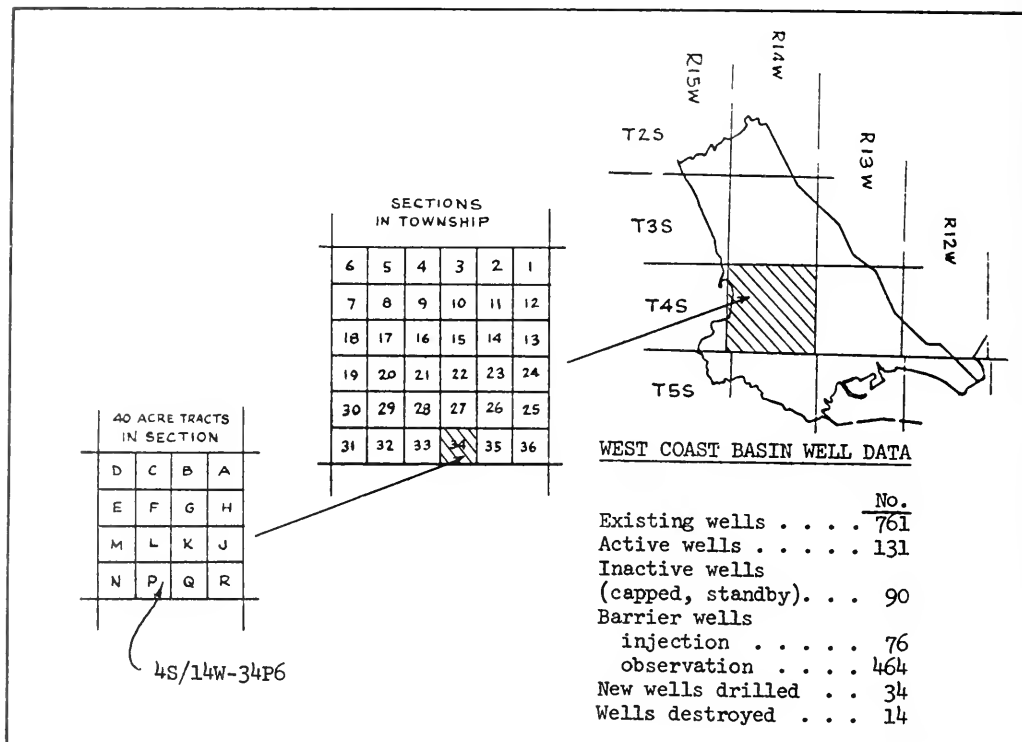 R15W
R14W
R13W
R12W
T2S
T3S
T4S
T5S
SECTIONS
IN TOWNSHIP
6 5 4 3 2 1
7 8 9 10 11 12
18 17 16 15 14 13
19 20 21 22 23 24
30 29 28 27 26 25
31 32 33 34 35 36
40 ACRE TRACTS
IN SECTION
D C B A
E F G H
M L K J
N P Q R
4S/14W-34P6
WEST COAST BASIN WELL DATA
No.
Existing wells . . . . 761
Active wells . . . . . 131
Inactive wells
(capped, standby). . . 90
Barrier wells
injection . . . . . 76
observation . . . . 464
New wells drilled . . 34
Wells destroyed . . . 14